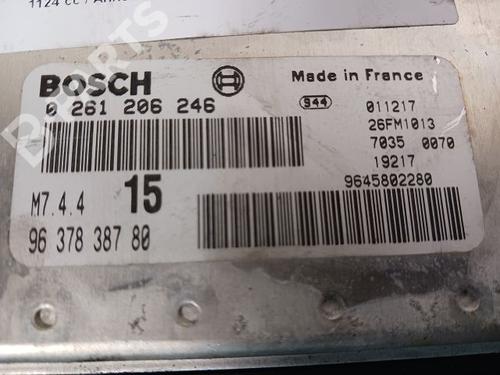 1124 cc /
BOSCH
Made in France
0 261 206 246
944
011217
26FM1013
7035 0070
19217
M7.4.4 15
9645802280
96 378 387 80
B-PARTS